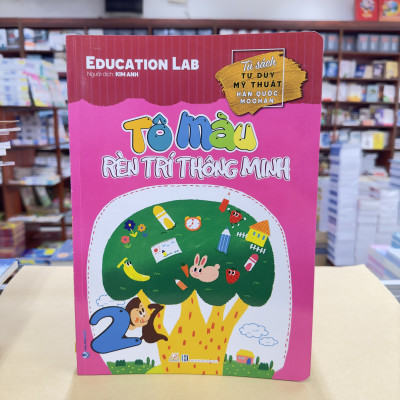 EDUCATION LAB
Người dịch: KIM ANH
Tủ sách
TƯ DUY
MỸ THUẬT
HÀN QUỐC
MOOHAN
TÔ MÀU
RÈN TRÍ THÔNG MINH
2